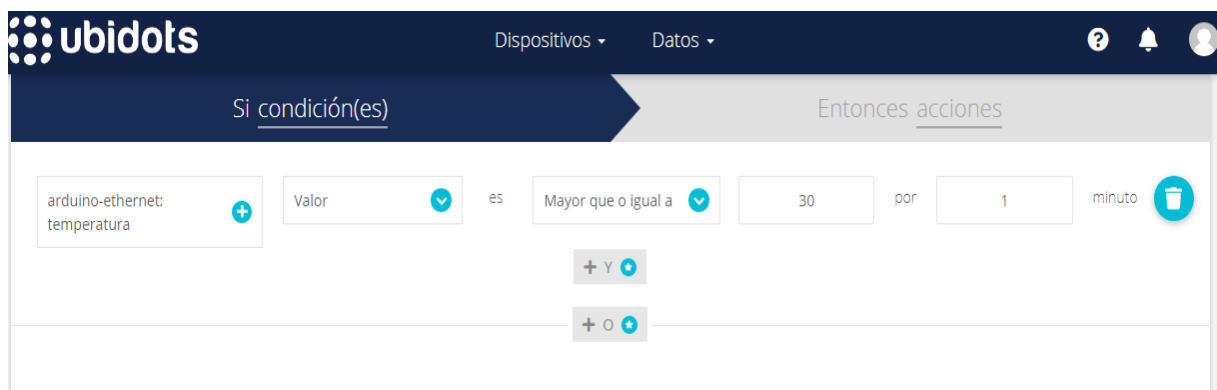 ubidots
Dispositivos Datos ?
Si condición(es) Entonces acciones
arduino-ethernet:
temperatura
Valor es Mayor que o igual a 30 por 1 minuto
+ Y
+ O